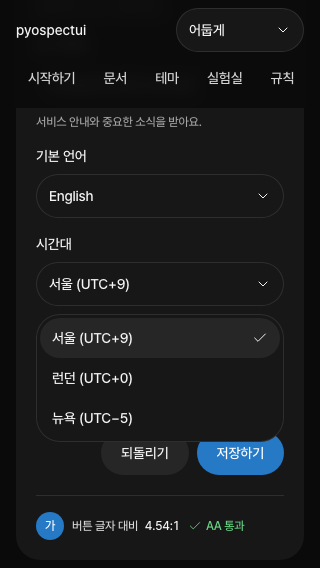 pyospectui
어둡게
시작하기 문서 테마 실험실 규칙
서비스 안내와 중요한 소식을 받아요.
기본 언어
English
시간대
서울 (UTC+9)
서울 (UTC+9)
런던 (UTC+0)
뉴욕 (UTC−5)
되돌리기 저장하기
가 버튼 글자 대비 4.54:1 AA 통과